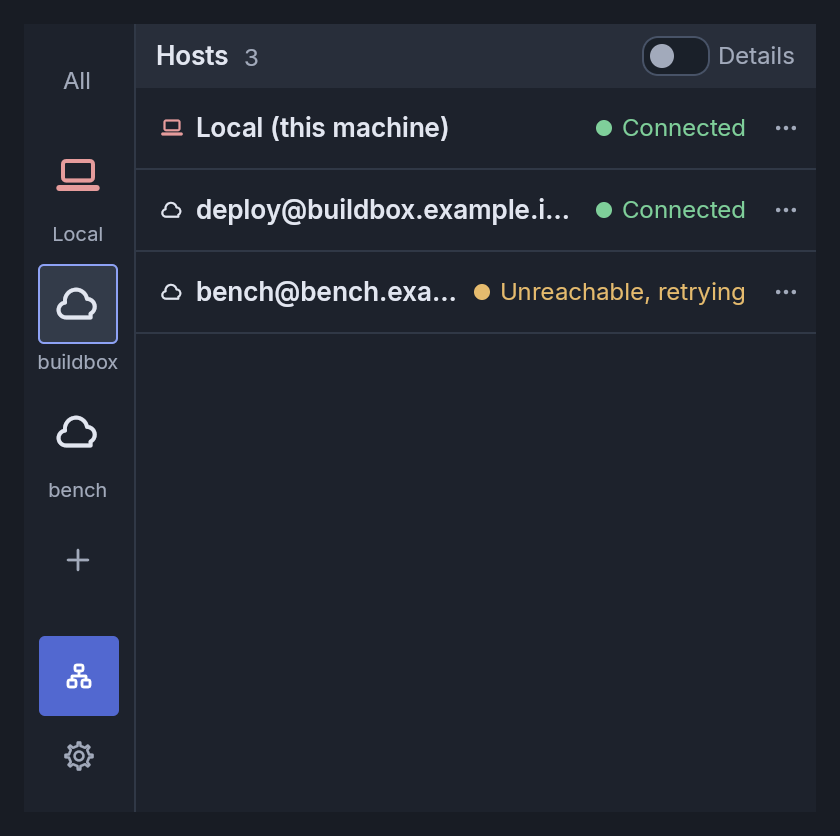 All
Local
buildbox
bench
Hosts 3
Details
Local (this machine) Connected
deploy@buildbox.example.i... Connected
bench@bench.exa... Unreachable, retrying